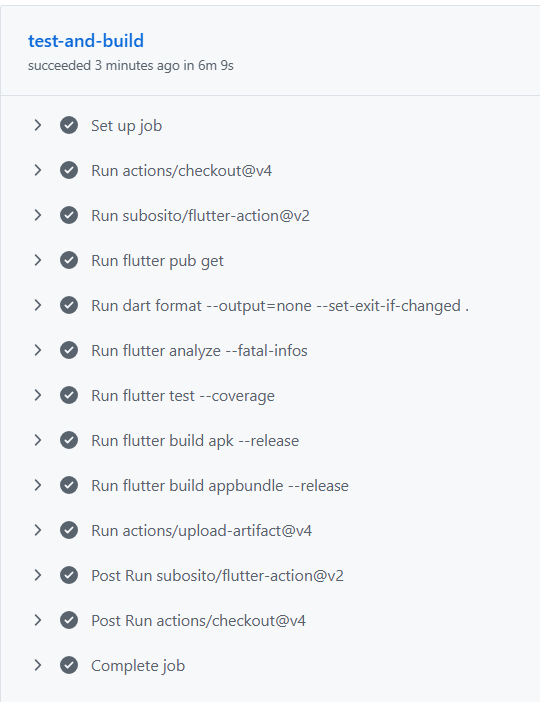 test-and-build
succeeded 3 minutes ago in 6m 9s
Set up job
Run actions/checkout@v4
Run subosito/flutter-action@v2
Run flutter pub get
Run dart format --output=none --set-exit-if-changed .
Run flutter analyze --fatal-infos
Run flutter test --coverage
Run flutter build apk --release
Run flutter build appbundle --release
Run actions/upload-artifact@v4
Post Run subosito/flutter-action@v2
Post Run actions/checkout@v4
Complete job